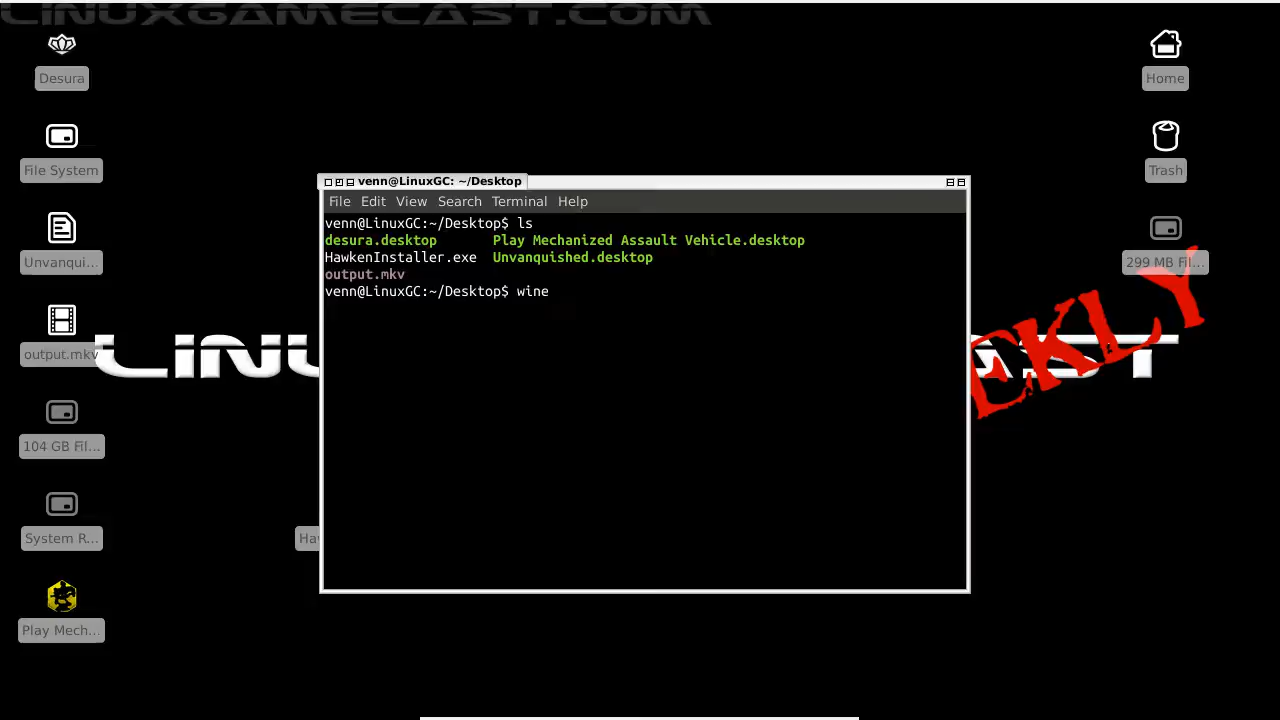 LINUXGAMECAST.COM
Desura
Home
File System
Trash
Unvanqui...
299 MB Fil...
output.mkv
104 GB Fil...
System R...
Play Mech...
venn@LinuxGC: ~/Desktop
File Edit View Search Terminal Help
venn@LinuxGC:~/Desktop$ ls
desura.desktop Play Mechanized Assault Vehicle.desktop
HawkenInstaller.exe Unvanquished.desktop
output.mkv
venn@LinuxGC:~/Desktop$ wine